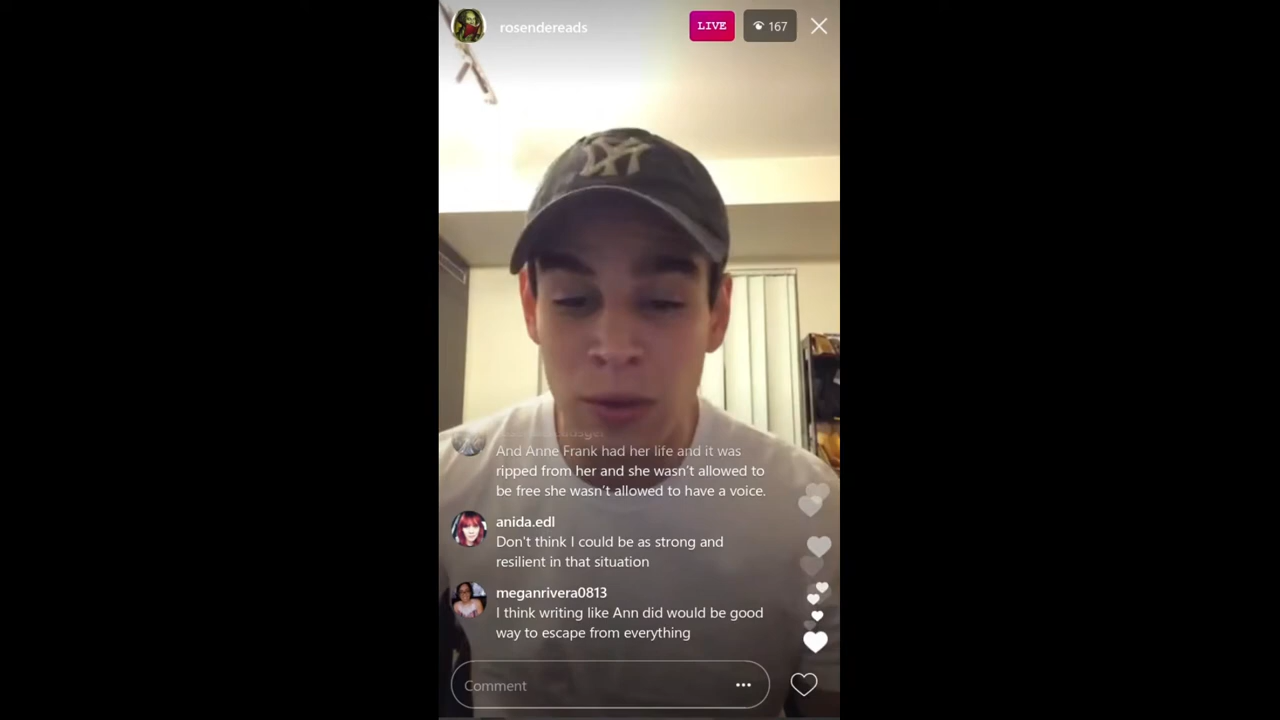 rosendereads
LIVE
167
And Anne Frank had her life and it was
ripped from her and she wasn't allowed to
be free she wasn't allowed to have a voice.
anida.edl
Don't think I could be as strong and
resilient in that situation
meganrivera0813
I think writing like Ann did would be good
way to escape from everything
Comment